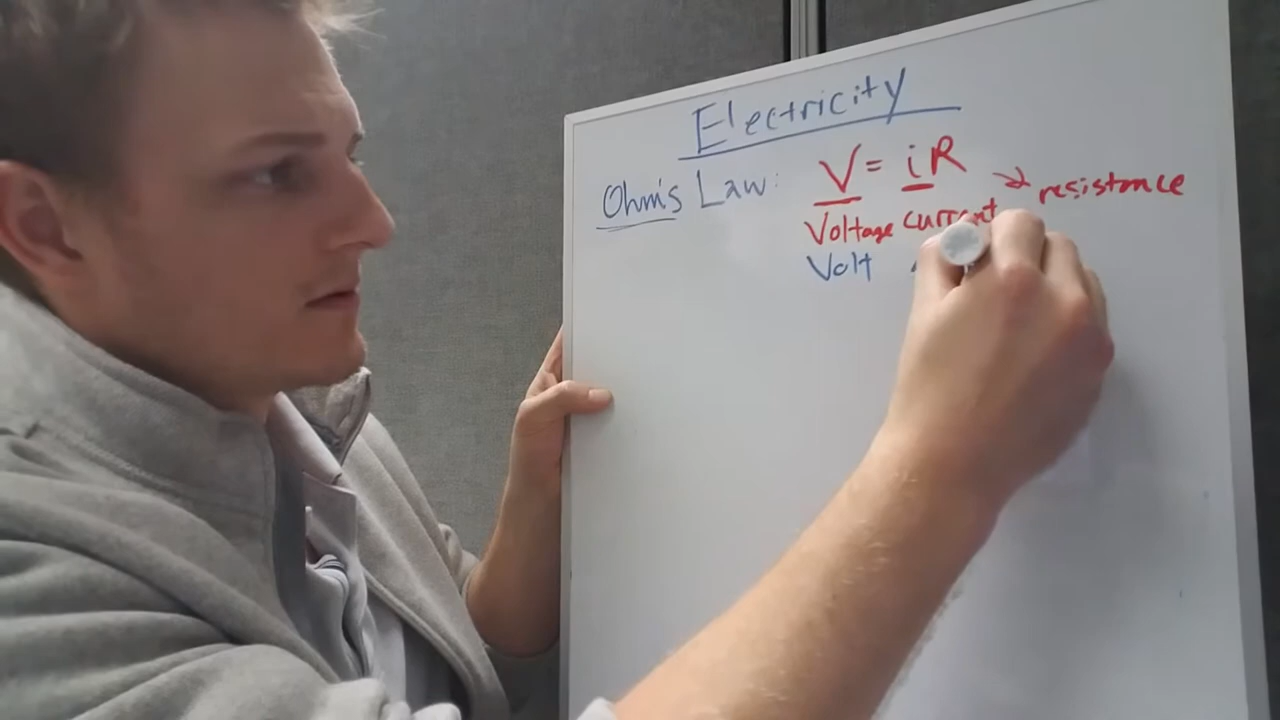 Electricity
Ohm's Law: V = iR → resistance
Voltage current
Volt